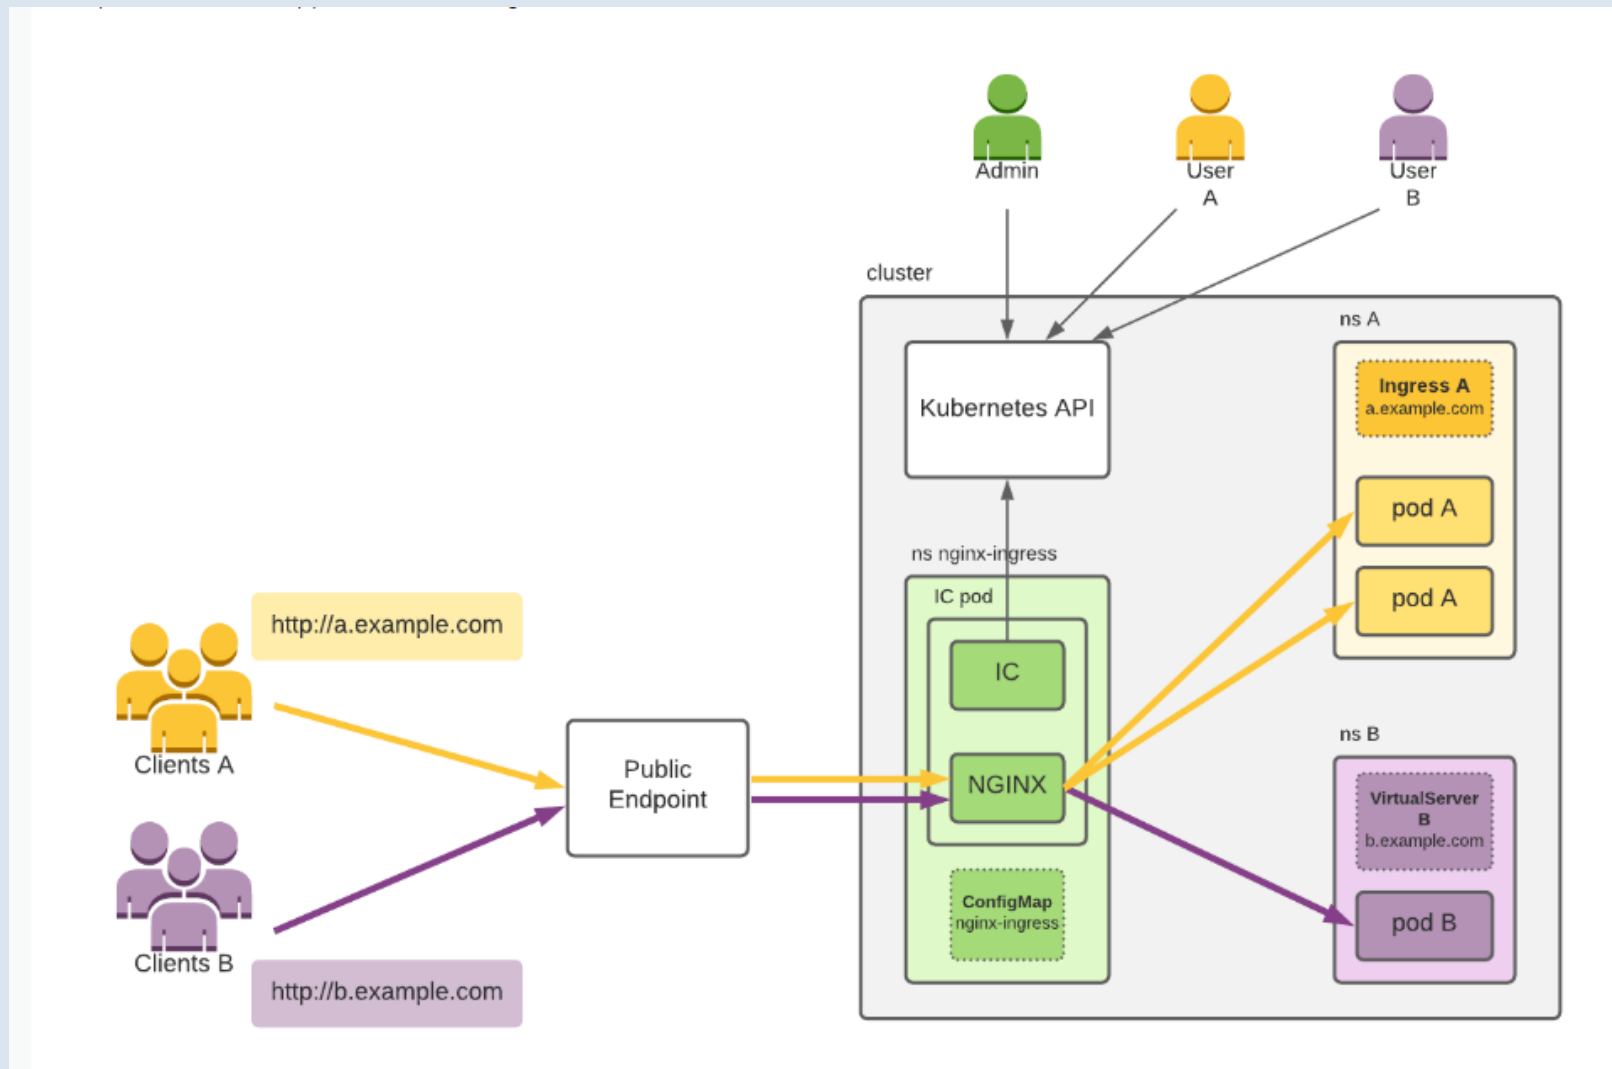 Admin
User
A
User
B
cluster
ns A
Ingress A
a.example.com
Kubernetes API
pod A
ns nginx-ingress
IC pod
pod A
http://a.example.com
IC
Clients A
ns B
Public
Endpoint
NGINX
VirtualServer
B
b.example.com
ConfigMap
nginx-ingress
pod B
Clients B
http://b.example.com